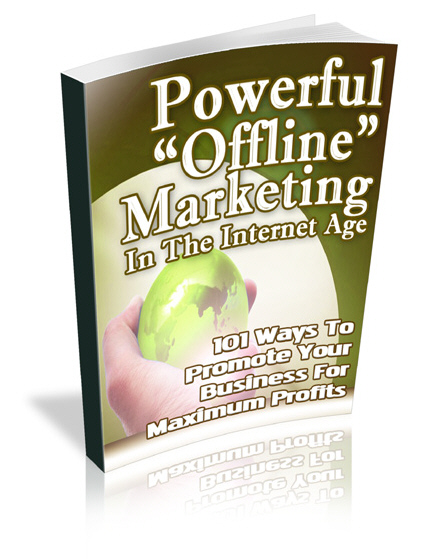 Powerful
“Offline”
Marketing
In The Internet Age
101 Ways To
Promote Your
Business For
Maximum Profits